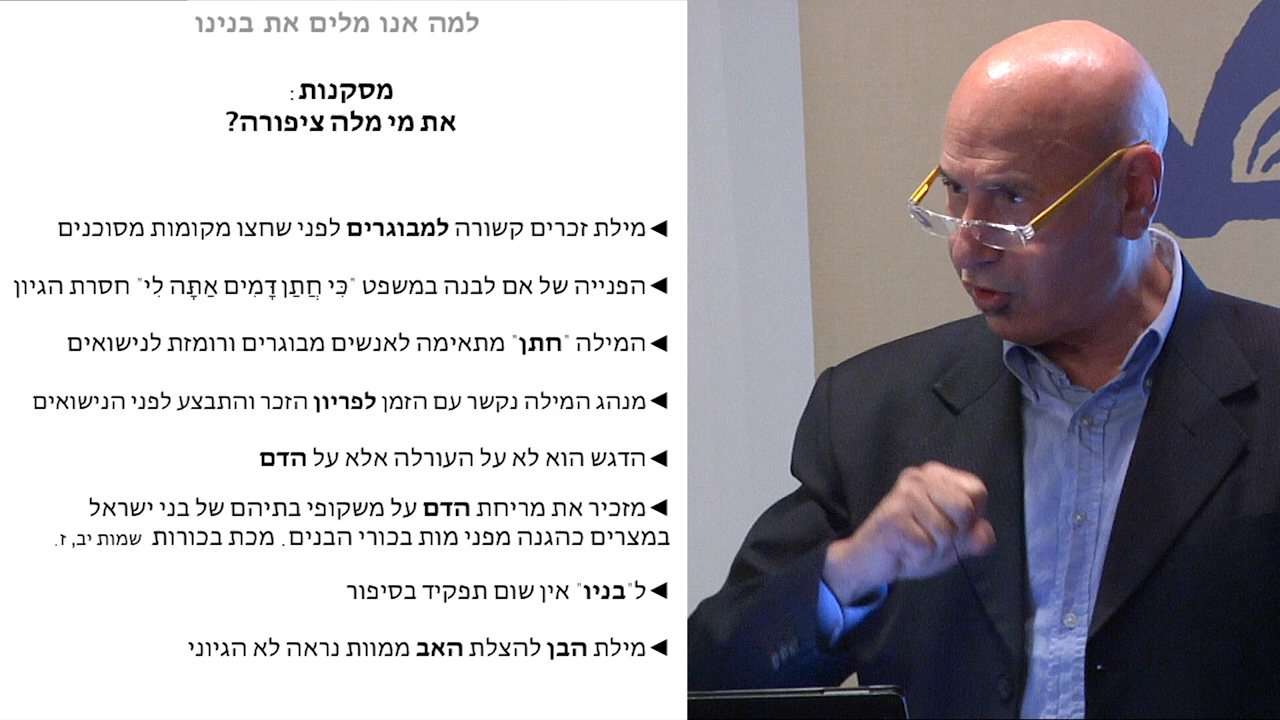 למה אנו מלים את בנינו
מסקנות:
את מי מלה ציפורה?
◄מילת זכרים קשורה למבוגרים לפני שחצו מקומות מסוכנים
◄הפנייה של אם לבנה במשפט "כִּי חֲתַן דָּמִים אַתָּה לִי" חסרת הגיון
◄המילה "חתן" מתאימה לאנשים מבוגרים ורומזת לנישואים
◄מנהג המילה נקשר עם הזמן לפריון הזכר והתבצע לפני הנישואים
◄הדגש הוא לא על העורלה אלא על הדם
◄מזכיר את מריחת הדם על משקופי בתיהם של בני ישראל
במצרים כהגנה מפני מות בכורי הבנים. מכת בכורות שמות יב, ז.
◄ל"בניו" אין שום תפקיד בסיפור
◄מילת הבן להצלת האב ממוות נראה לא הגיוני